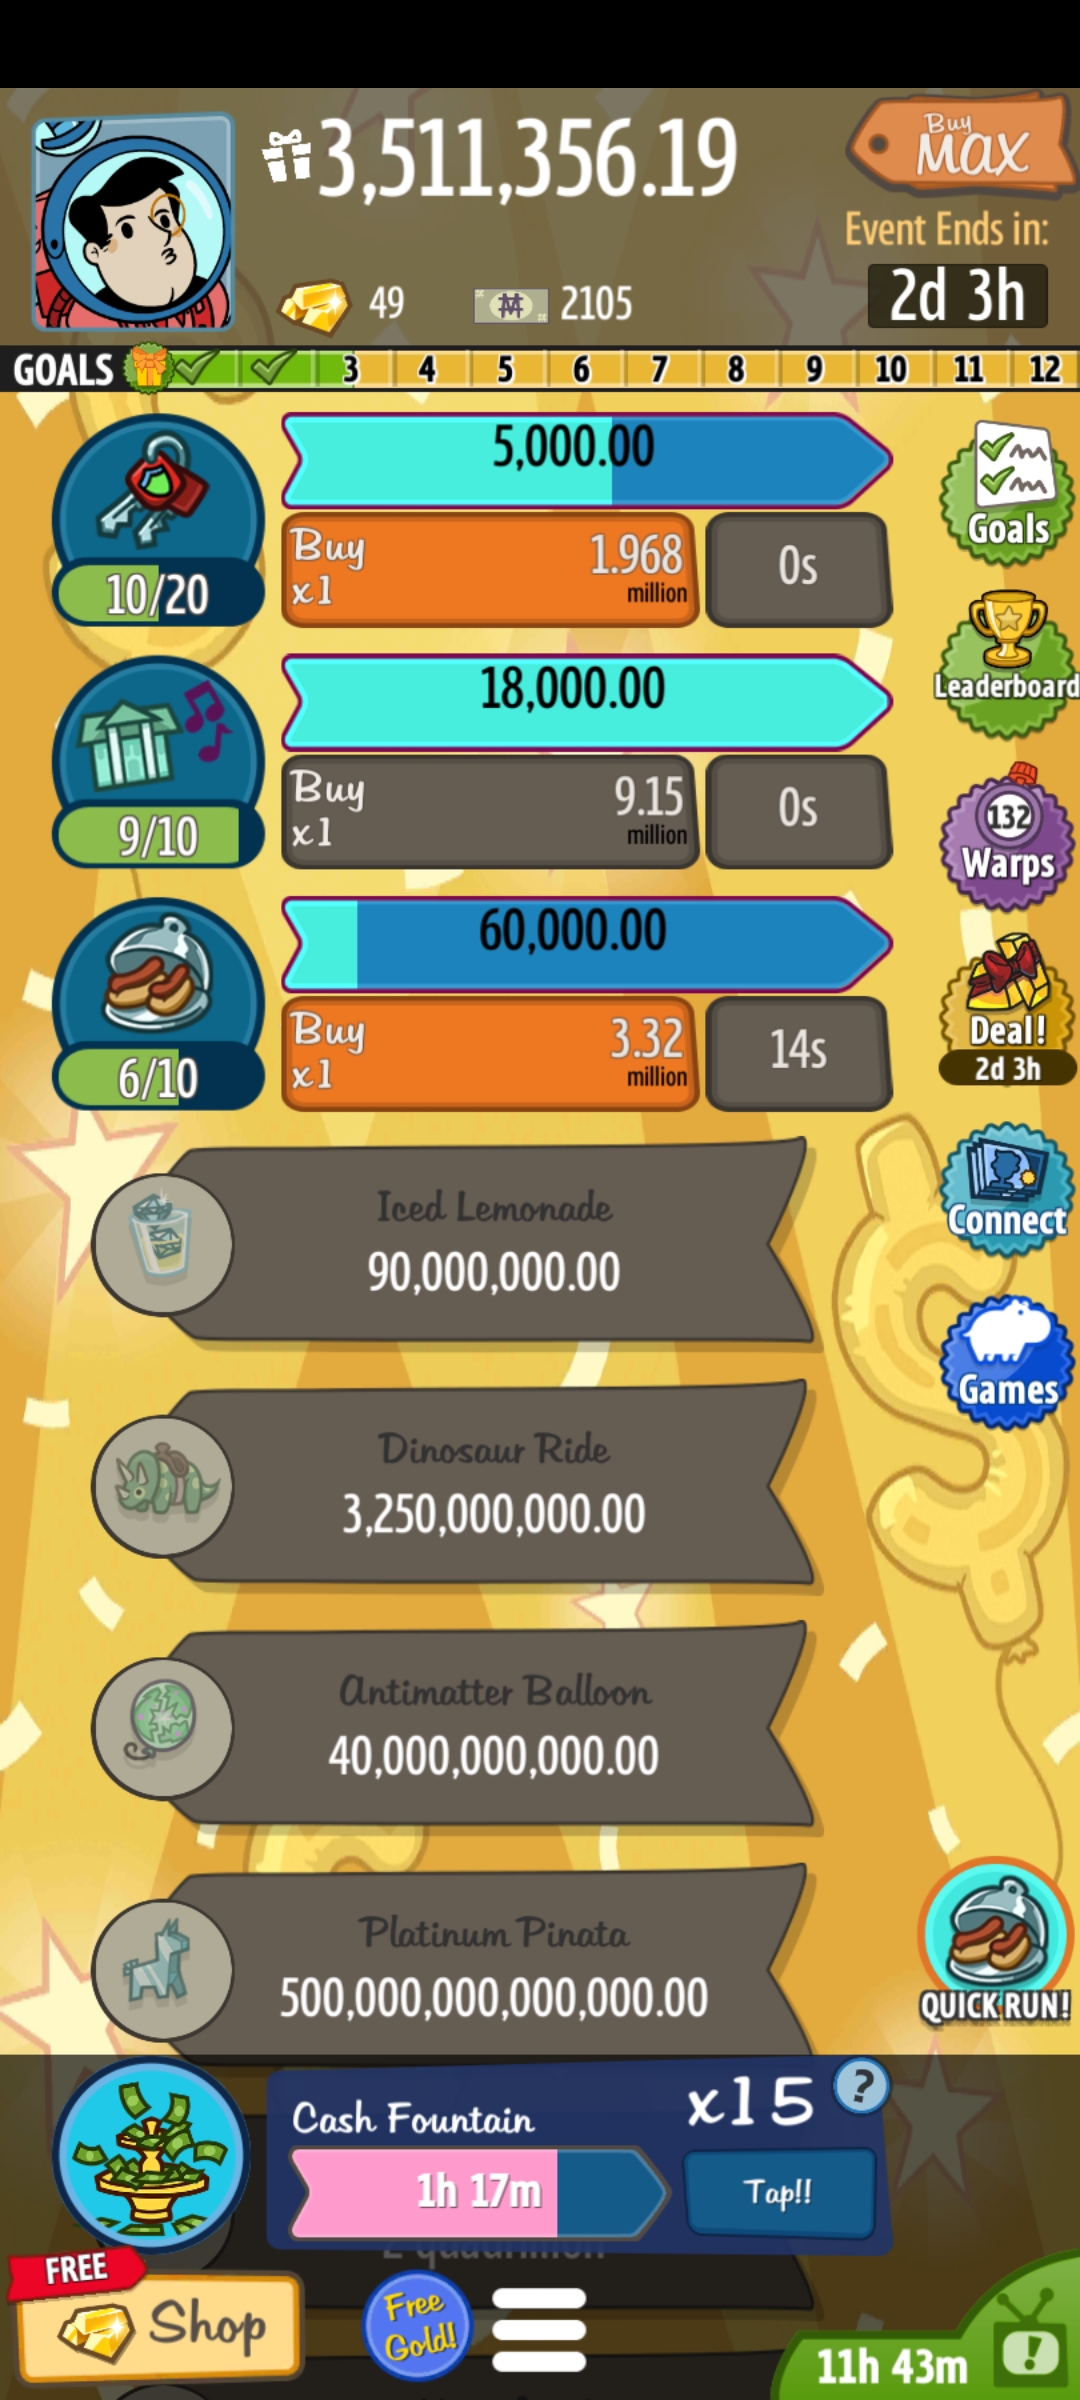 3,511,356.19
Buy
MAX
Event Ends in:
2d 3h
49
2105
GOALS 3 4 5 6 7 8 9 10 11 12
5,000.00
Buy
x1
1.968
million
0s
10/20
Goals
18,000.00
Buy
x1
9.15
million
0s
9/10
Leaderboard
132
Warps
60,000.00
Buy
x1
3.32
million
14s
6/10
Deal!
2d 3h
Iced Lemonade
90,000,000.00
Connect
Dinosaur Ride
3,250,000,000.00
Games
Antimatter Balloon
40,000,000,000.00
Platinum Pinata
500,000,000,000,000.00
QUICK RUN!
Cash Fountain
x15
?
1h 17m
Tap!!
2 quadrillion
FREE
Shop
Free
Gold!
11h 43m
!